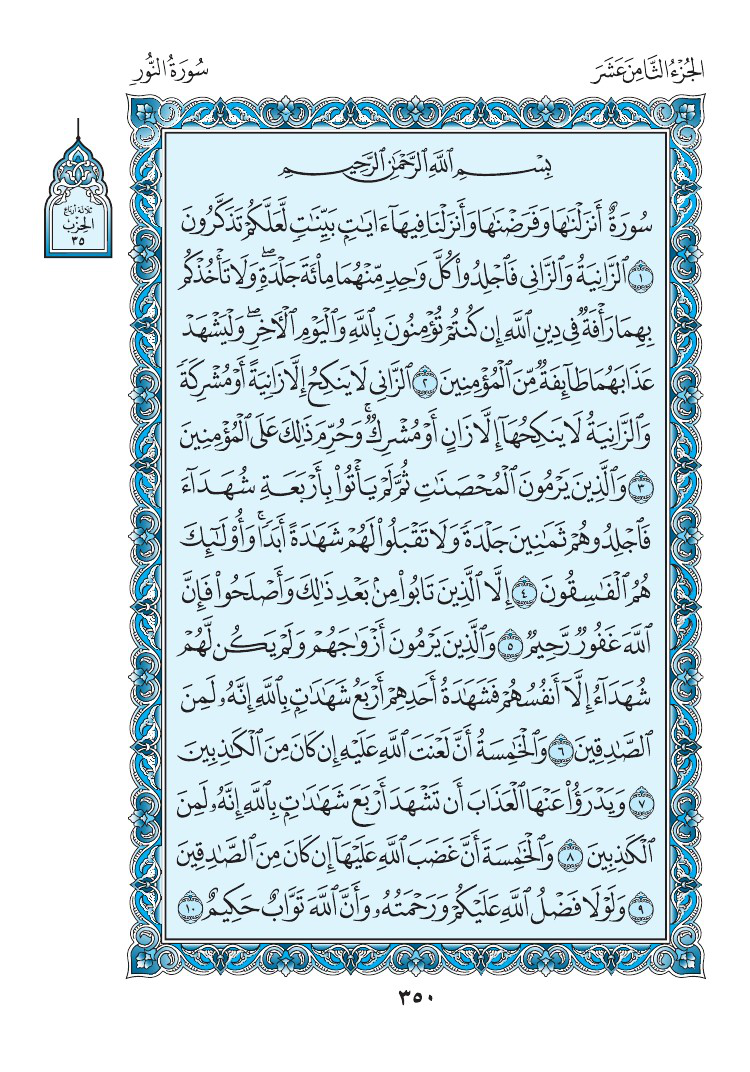 الجُزْءُ الثَّامِنَ عَشَرَ
سُورَةُ النُّورِ
ثلاثة أرباع
الحِزْب
٣٥
بِسْمِ ٱللَّهِ ٱلرَّحْمَٰنِ ٱلرَّحِيمِ
سُورَةٌ أَنزَلْنَٰهَا وَفَرَضْنَٰهَا وَأَنزَلْنَا فِيهَآ ءَايَٰتٍۭ بَيِّنَٰتٍ لَّعَلَّكُمْ تَذَكَّرُونَ
١ ٱلزَّانِيَةُ وَٱلزَّانِى فَٱجْلِدُوا۟ كُلَّ وَٰحِدٍ مِّنْهُمَا مِا۟ئَةَ جَلْدَةٍ ۖ وَلَا تَأْخُذْكُم
بِهِمَا رَأْفَةٌ فِى دِينِ ٱللَّهِ إِن كُنتُمْ تُؤْمِنُونَ بِٱللَّهِ وَٱلْيَوْمِ ٱلْءَاخِرِ ۖ وَلْيَشْهَدْ
عَذَابَهُمَا طَآئِفَةٌ مِّنَ ٱلْمُؤْمِنِينَ ٢ ٱلزَّانِى لَا يَنكِحُ إِلَّا زَانِيَةً أَوْ مُشْرِكَةً
وَٱلزَّانِيَةُ لَا يَنكِحُهَآ إِلَّا زَانٍ أَوْ مُشْرِكٌ ۚ وَحُرِّمَ ذَٰلِكَ عَلَى ٱلْمُؤْمِنِينَ
٣ وَٱلَّذِينَ يَرْمُونَ ٱلْمُحْصَنَٰتِ ثُمَّ لَمْ يَأْتُوا۟ بِأَرْبَعَةِ شُهَدَآءَ
فَٱجْلِدُوهُمْ ثَمَٰنِينَ جَلْدَةً وَلَا تَقْبَلُوا۟ لَهُمْ شَهَٰدَةً أَبَدًا ۚ وَأُو۟لَٰٓئِكَ
هُمُ ٱلْفَٰسِقُونَ ٤ إِلَّا ٱلَّذِينَ تَابُوا۟ مِنۢ بَعْدِ ذَٰلِكَ وَأَصْلَحُوا۟ فَإِنَّ
ٱللَّهَ غَفُورٌ رَّحِيمٌ ٥ وَٱلَّذِينَ يَرْمُونَ أَزْوَٰجَهُمْ وَلَمْ يَكُن لَّهُمْ
شُهَدَآءُ إِلَّآ أَنفُسُهُمْ فَشَهَٰدَةُ أَحَدِهِمْ أَرْبَعُ شَهَٰدَٰتٍۭ بِٱللَّهِ إِنَّهُۥ لَمِنَ
ٱلصَّٰدِقِينَ ٦ وَٱلْخَٰمِسَةُ أَنَّ لَعْنَتَ ٱللَّهِ عَلَيْهِ إِن كَانَ مِنَ ٱلْكَٰذِبِينَ
٧ وَيَدْرَؤُا۟ عَنْهَا ٱلْعَذَابَ أَن تَشْهَدَ أَرْبَعَ شَهَٰدَٰتٍۭ بِٱللَّهِ إِنَّهُۥ لَمِنَ
ٱلْكَٰذِبِينَ ٨ وَٱلْخَٰمِسَةَ أَنَّ غَضَبَ ٱللَّهِ عَلَيْهَآ إِن كَانَ مِنَ ٱلصَّٰدِقِينَ
٩ وَلَوْلَا فَضْلُ ٱللَّهِ عَلَيْكُمْ وَرَحْمَتُهُۥ وَأَنَّ ٱللَّهَ تَوَّابٌ حَكِيمٌ ١٠
٣٥٠